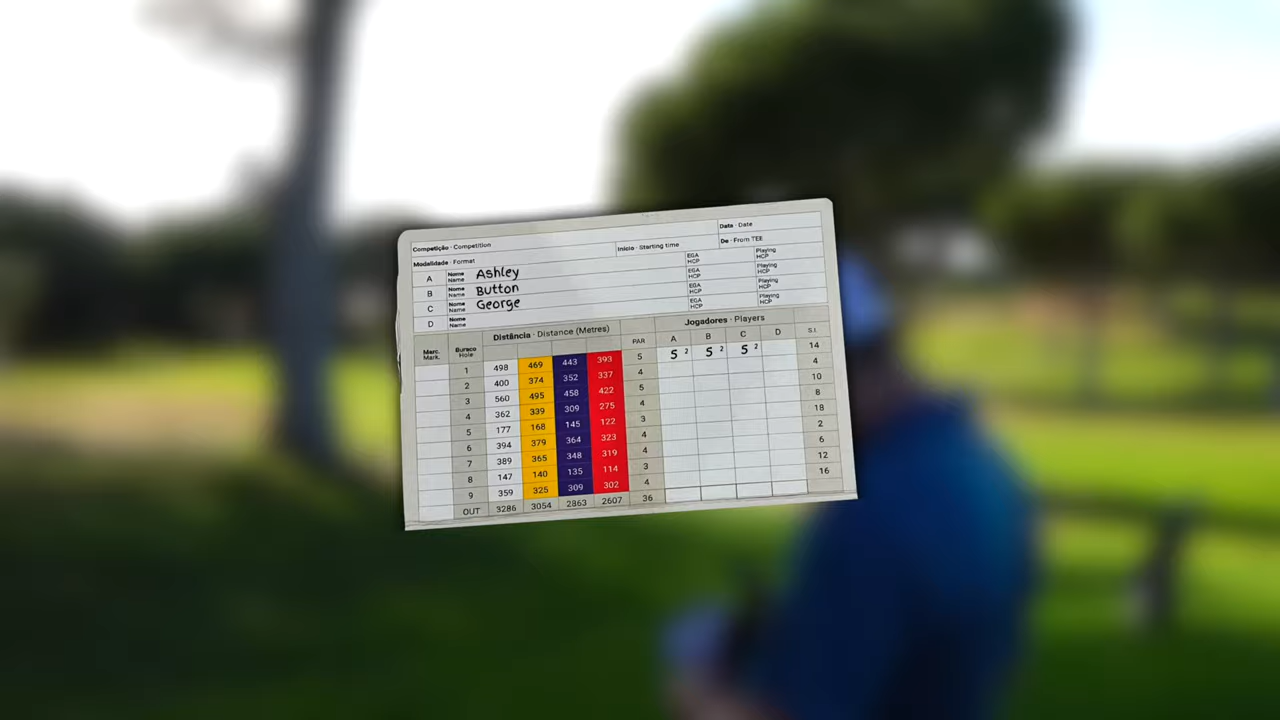 Competição · Competition
Data · Date
Modalidade · Format
Início · Starting time
De · From TEE
A Nome Name Ashley EGA HCP Playing HCP
B Nome Name Button EGA HCP Playing HCP
C Nome Name George EGA HCP Playing HCP
D Nome Name EGA HCP Playing HCP
Distância · Distance (Metres)
Jogadores · Players
Marc. Mark. Buraco Hole PAR A B C D S.I.
1 498 469 443 393 5 5 2 5 2 5 2 14
2 400 374 352 337 4 4
3 560 495 458 422 5 10
4 362 339 309 275 4 8
5 177 168 145 122 3 18
6 394 379 364 323 4 2
7 389 365 348 319 4 6
8 147 140 135 114 3 12
9 359 325 309 302 4 16
OUT 3286 3054 2863 2607 36